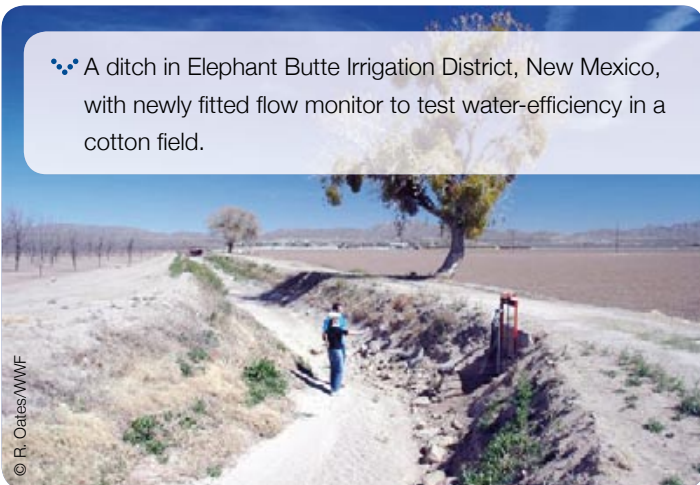 A ditch in Elephant Butte Irrigation District, New Mexico,
with newly fitted flow monitor to test water-efficiency in a
cotton field.
© R. Oates/WWF